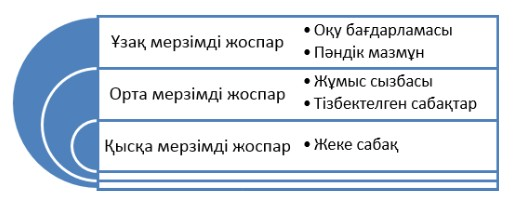 Ұзақ мерзімді жоспар
• Оқу бағдарламасы
• Пәндік мазмұн
Орта мерзімді жоспар
• Жұмыс сызбасы
• Тізбектелген сабақтар
Қысқа мерзімді жоспар
• Жеке сабақ